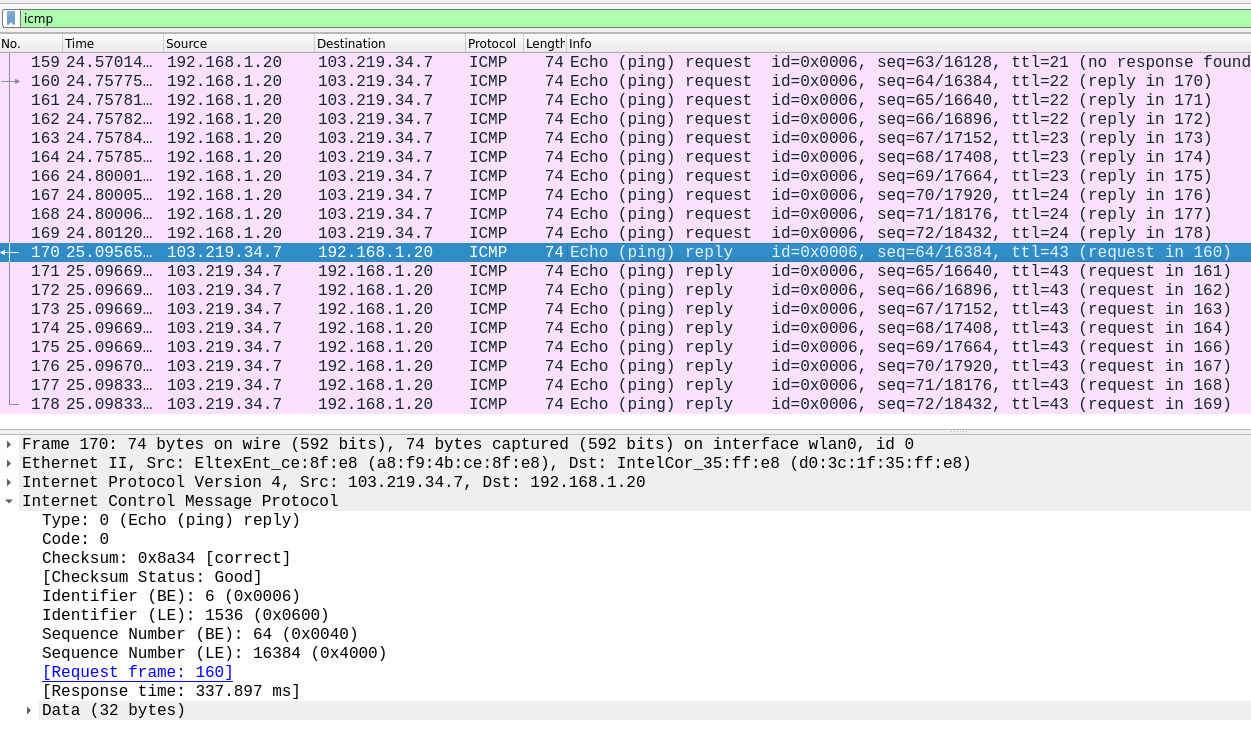 icmp
No. Time Source Destination Protocol Length Info
159 24.57014… 192.168.1.20 103.219.34.7 ICMP 74 Echo (ping) request id=0x0006, seq=63/16128, ttl=21 (no response found
160 24.75775… 192.168.1.20 103.219.34.7 ICMP 74 Echo (ping) request id=0x0006, seq=64/16384, ttl=22 (reply in 170)
161 24.75781… 192.168.1.20 103.219.34.7 ICMP 74 Echo (ping) request id=0x0006, seq=65/16640, ttl=22 (reply in 171)
162 24.75782… 192.168.1.20 103.219.34.7 ICMP 74 Echo (ping) request id=0x0006, seq=66/16896, ttl=22 (reply in 172)
163 24.75784… 192.168.1.20 103.219.34.7 ICMP 74 Echo (ping) request id=0x0006, seq=67/17152, ttl=23 (reply in 173)
164 24.75785… 192.168.1.20 103.219.34.7 ICMP 74 Echo (ping) request id=0x0006, seq=68/17408, ttl=23 (reply in 174)
166 24.80001… 192.168.1.20 103.219.34.7 ICMP 74 Echo (ping) request id=0x0006, seq=69/17664, ttl=23 (reply in 175)
167 24.80005… 192.168.1.20 103.219.34.7 ICMP 74 Echo (ping) request id=0x0006, seq=70/17920, ttl=24 (reply in 176)
168 24.80006… 192.168.1.20 103.219.34.7 ICMP 74 Echo (ping) request id=0x0006, seq=71/18176, ttl=24 (reply in 177)
169 24.80120… 192.168.1.20 103.219.34.7 ICMP 74 Echo (ping) request id=0x0006, seq=72/18432, ttl=24 (reply in 178)
170 25.09565… 103.219.34.7 192.168.1.20 ICMP 74 Echo (ping) reply id=0x0006, seq=64/16384, ttl=43 (request in 160)
171 25.09669… 103.219.34.7 192.168.1.20 ICMP 74 Echo (ping) reply id=0x0006, seq=65/16640, ttl=43 (request in 161)
172 25.09669… 103.219.34.7 192.168.1.20 ICMP 74 Echo (ping) reply id=0x0006, seq=66/16896, ttl=43 (request in 162)
173 25.09669… 103.219.34.7 192.168.1.20 ICMP 74 Echo (ping) reply id=0x0006, seq=67/17152, ttl=43 (request in 163)
174 25.09669… 103.219.34.7 192.168.1.20 ICMP 74 Echo (ping) reply id=0x0006, seq=68/17408, ttl=43 (request in 164)
175 25.09669… 103.219.34.7 192.168.1.20 ICMP 74 Echo (ping) reply id=0x0006, seq=69/17664, ttl=43 (request in 166)
176 25.09670… 103.219.34.7 192.168.1.20 ICMP 74 Echo (ping) reply id=0x0006, seq=70/17920, ttl=43 (request in 167)
177 25.09833… 103.219.34.7 192.168.1.20 ICMP 74 Echo (ping) reply id=0x0006, seq=71/18176, ttl=43 (request in 168)
178 25.09833… 103.219.34.7 192.168.1.20 ICMP 74 Echo (ping) reply id=0x0006, seq=72/18432, ttl=43 (request in 169)
Frame 170: 74 bytes on wire (592 bits), 74 bytes captured (592 bits) on interface wlan0, id 0
Ethernet II, Src: EltexEnt_ce:8f:e8 (a8:f9:4b:ce:8f:e8), Dst: IntelCor_35:ff:e8 (d0:3c:1f:35:ff:e8)
Internet Protocol Version 4, Src: 103.219.34.7, Dst: 192.168.1.20
Internet Control Message Protocol
Type: 0 (Echo (ping) reply)
Code: 0
Checksum: 0x8a34 [correct]
[Checksum Status: Good]
Identifier (BE): 6 (0x0006)
Identifier (LE): 1536 (0x0600)
Sequence Number (BE): 64 (0x0040)
Sequence Number (LE): 16384 (0x4000)
[Request frame: 160]
[Response time: 337.897 ms]
Data (32 bytes)